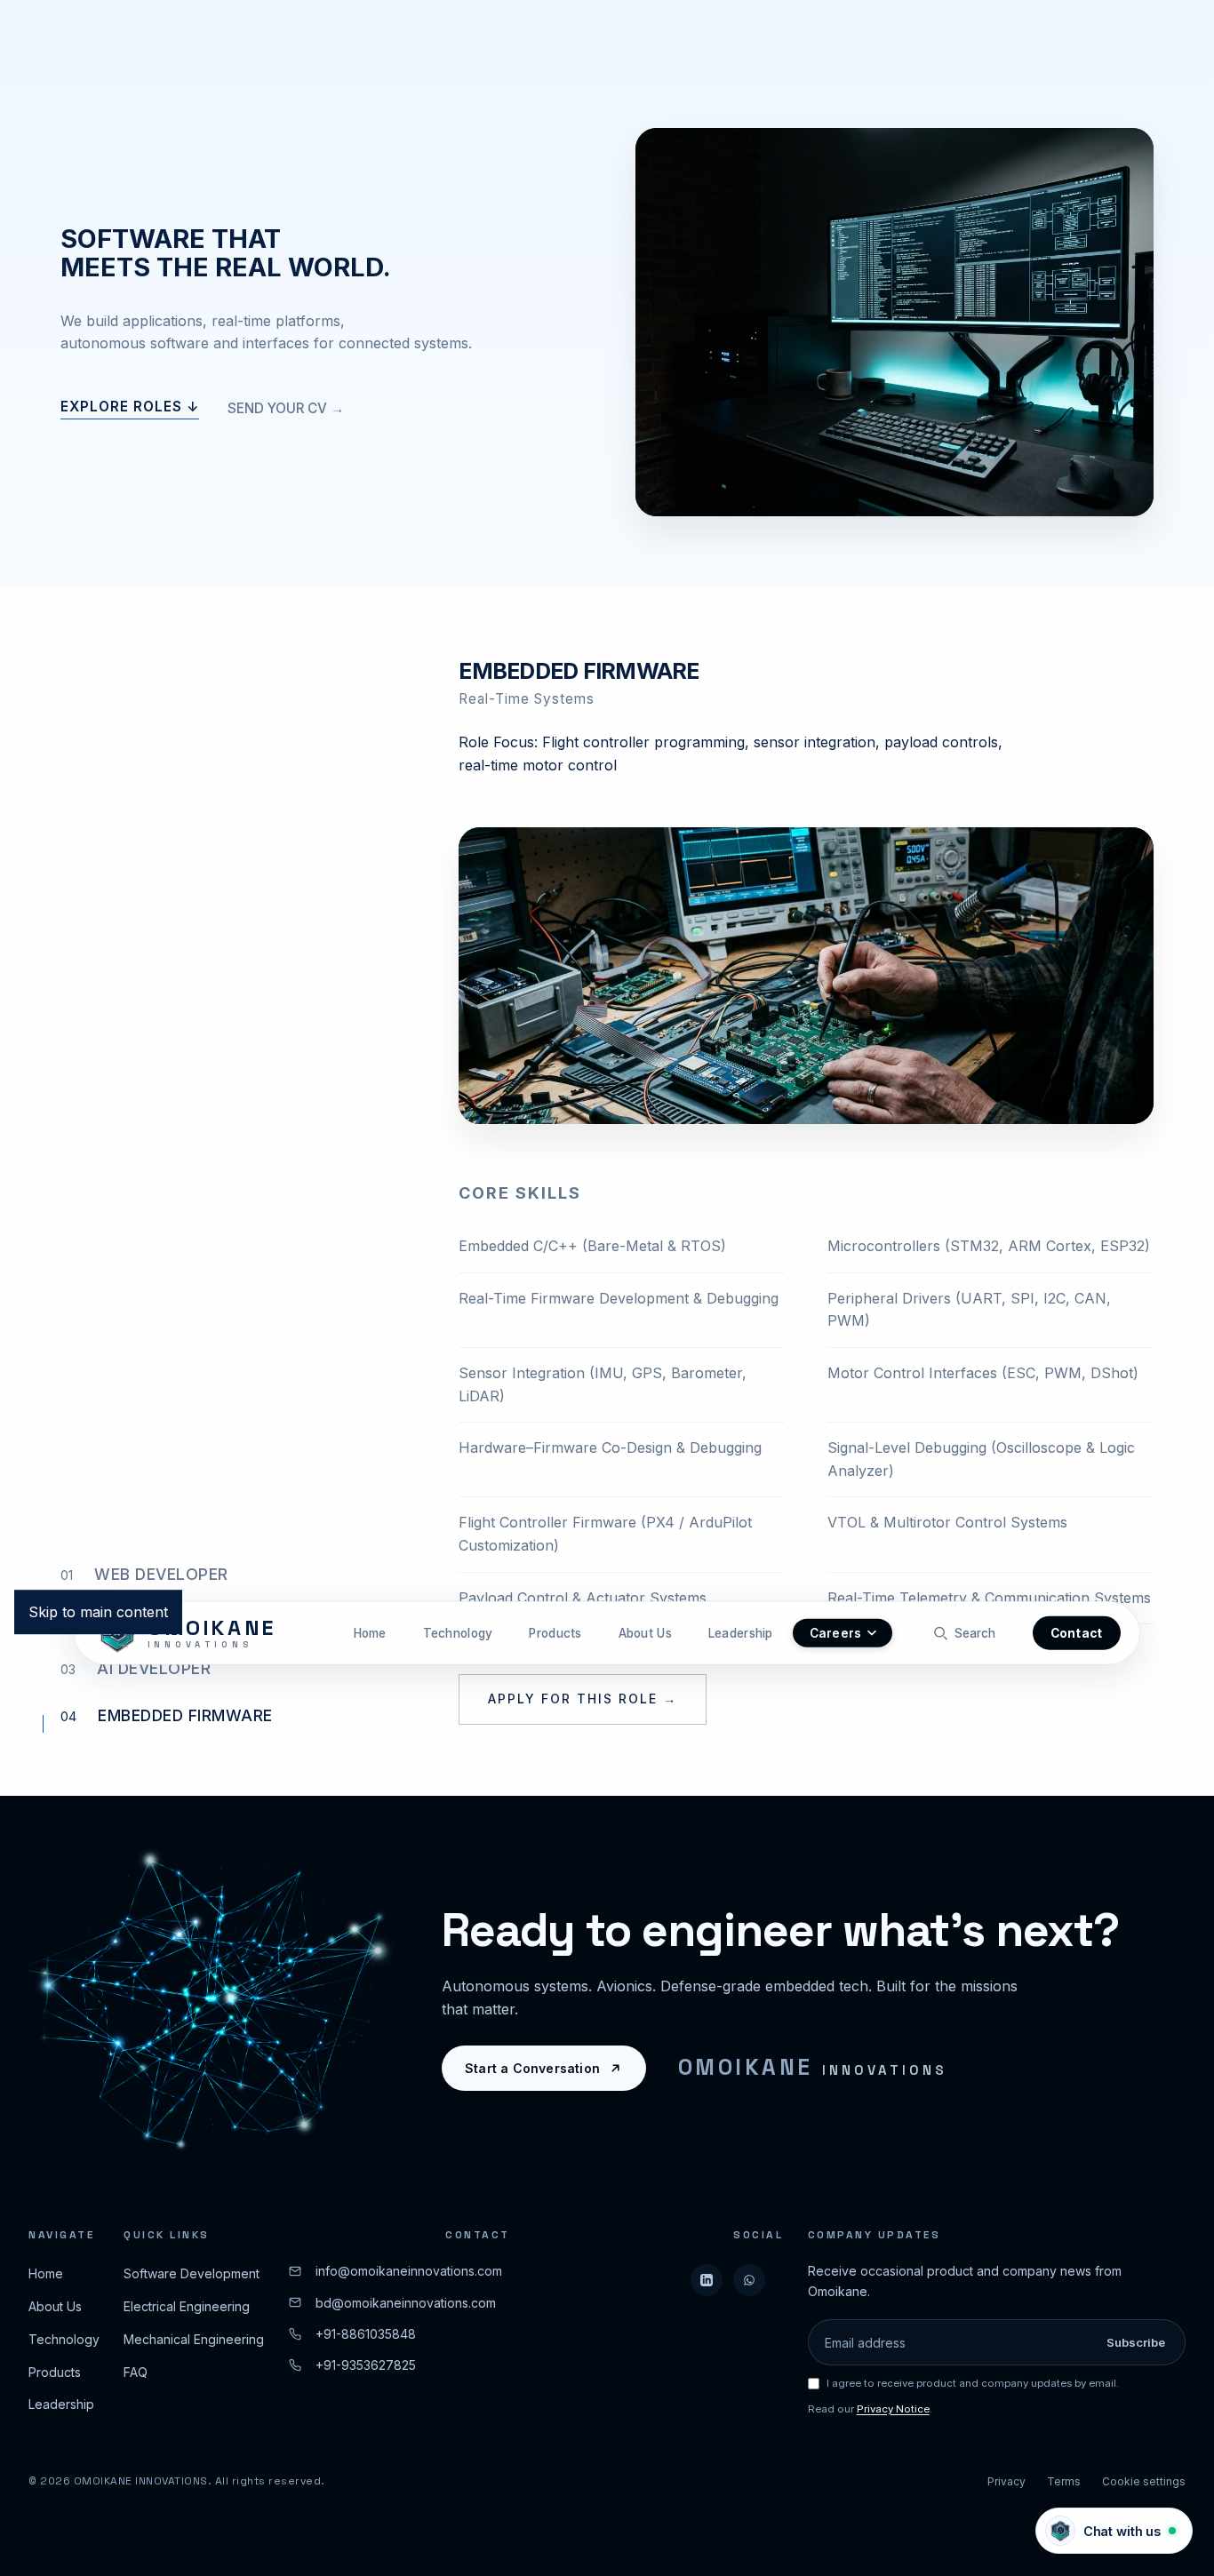 SOFTWARE THAT
MEETS THE REAL WORLD.
We build applications, real-time platforms,
autonomous software and interfaces for connected systems.
EXPLORE ROLES ↓
SEND YOUR CV →
EMBEDDED FIRMWARE
Real-Time Systems
Role Focus: Flight controller programming, sensor integration, payload controls,
real-time motor control
5.00V
0.45A
CORE SKILLS
Embedded C/C++ (Bare-Metal & RTOS)
Microcontrollers (STM32, ARM Cortex, ESP32)
Real-Time Firmware Development & Debugging
Peripheral Drivers (UART, SPI, I2C, CAN,
PWM)
Sensor Integration (IMU, GPS, Barometer,
LiDAR)
Motor Control Interfaces (ESC, PWM, DShot)
Hardware–Firmware Co-Design & Debugging
Signal-Level Debugging (Oscilloscope & Logic
Analyzer)
Flight Controller Firmware (PX4 / ArduPilot
Customization)
VTOL & Multirotor Control Systems
Payload Control & Actuator Systems
Real-Time Telemetry & Communication Systems
01 WEB DEVELOPER
Skip to main content
OMOIKANE
INNOVATIONS
Home
Technology
Products
About Us
Leadership
Careers
Search
Contact
03 AI DEVELOPER
04 EMBEDDED FIRMWARE
APPLY FOR THIS ROLE →
Ready to engineer what's next?
Autonomous systems. Avionics. Defense-grade embedded tech. Built for the missions
that matter.
Start a Conversation ↗
OMOIKANE INNOVATIONS
NAVIGATE
Home
About Us
Technology
Products
Leadership
QUICK LINKS
Software Development
Electrical Engineering
Mechanical Engineering
FAQ
CONTACT
info@omoikaneinnovations.com
bd@omoikaneinnovations.com
+91-8861035848
+91-9353627825
SOCIAL
COMPANY UPDATES
Receive occasional product and company news from
Omoikane.
Email address
Subscribe
I agree to receive product and company updates by email.
Read our Privacy Notice
© 2026 OMOIKANE INNOVATIONS. All rights reserved.
Privacy
Terms
Cookie settings
Chat with us